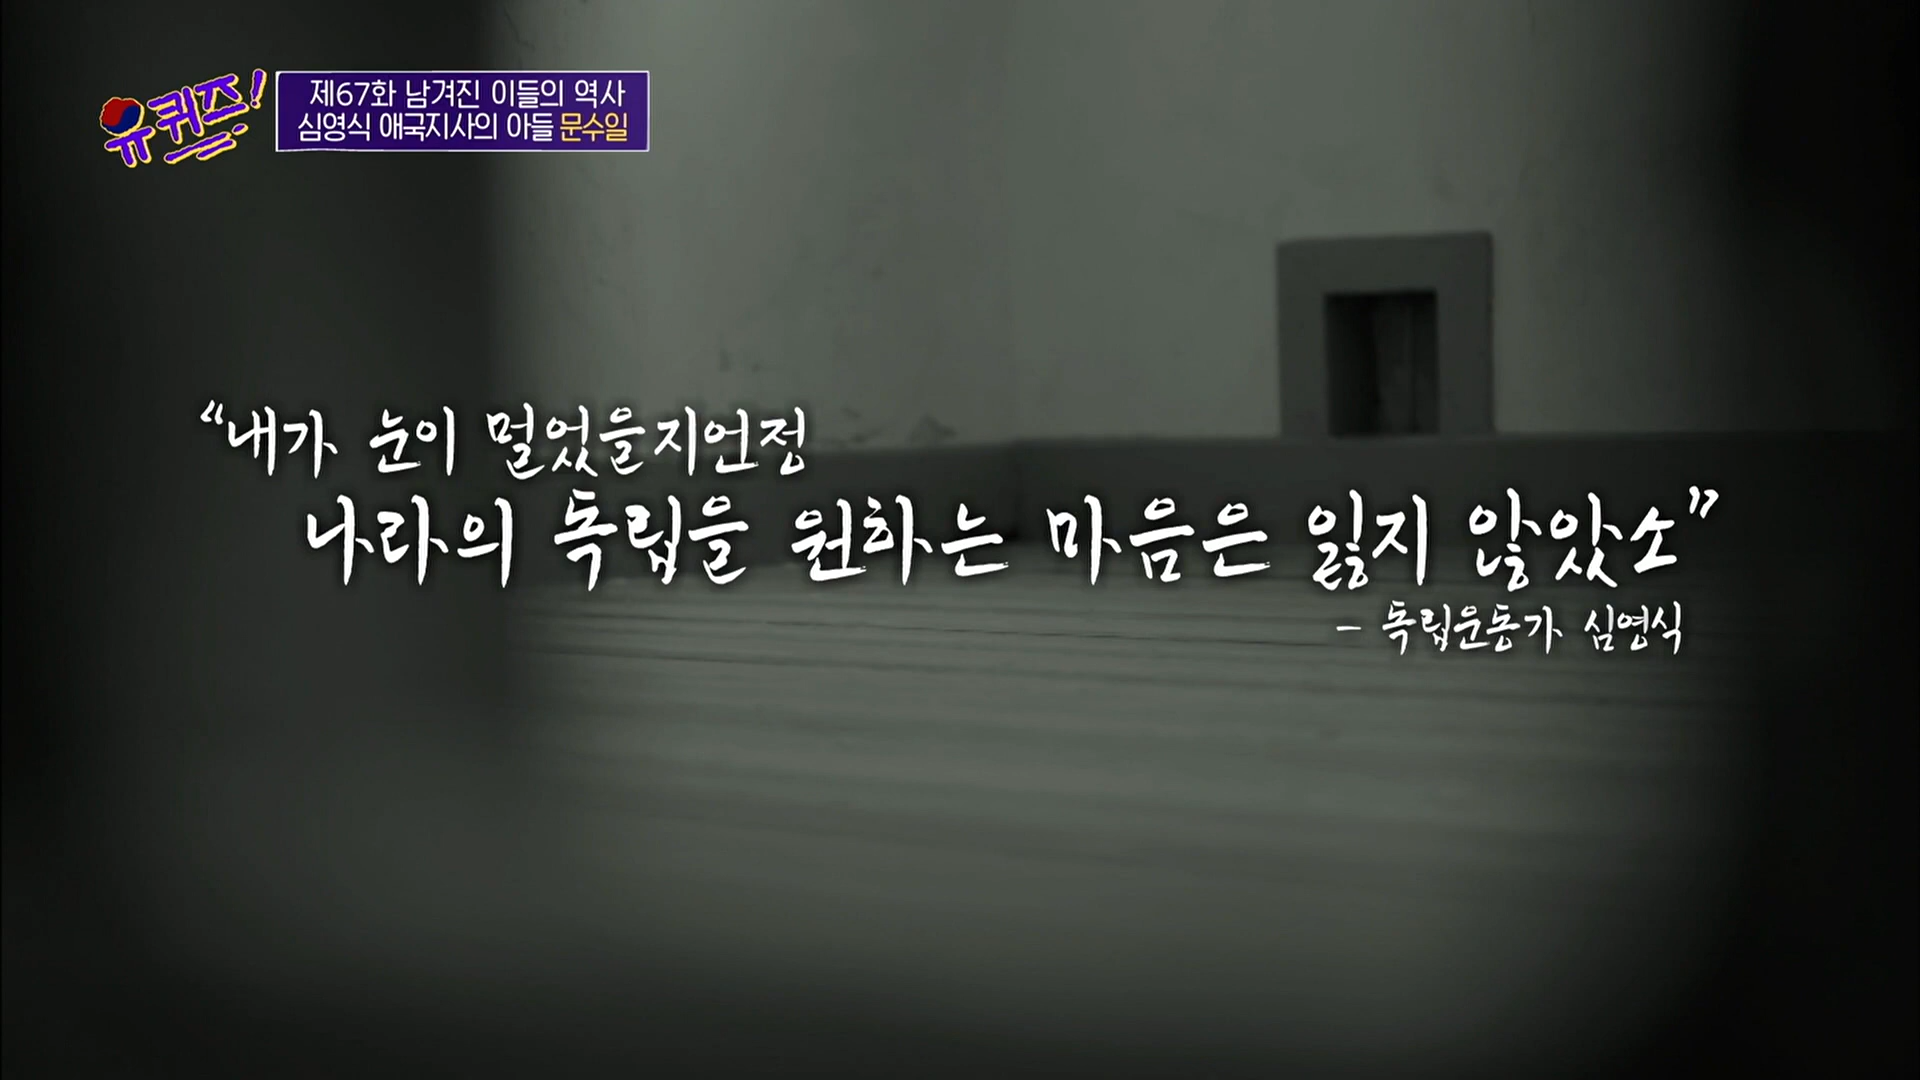 유퀴즈!
제67화 남겨진 이들의 역사
심영식 애국지사의 아들 문수일
“내가 눈이 멀었을지언정
나라의 독립을 원하는 마음은 잃지 않았소”
- 독립운동가 심영식